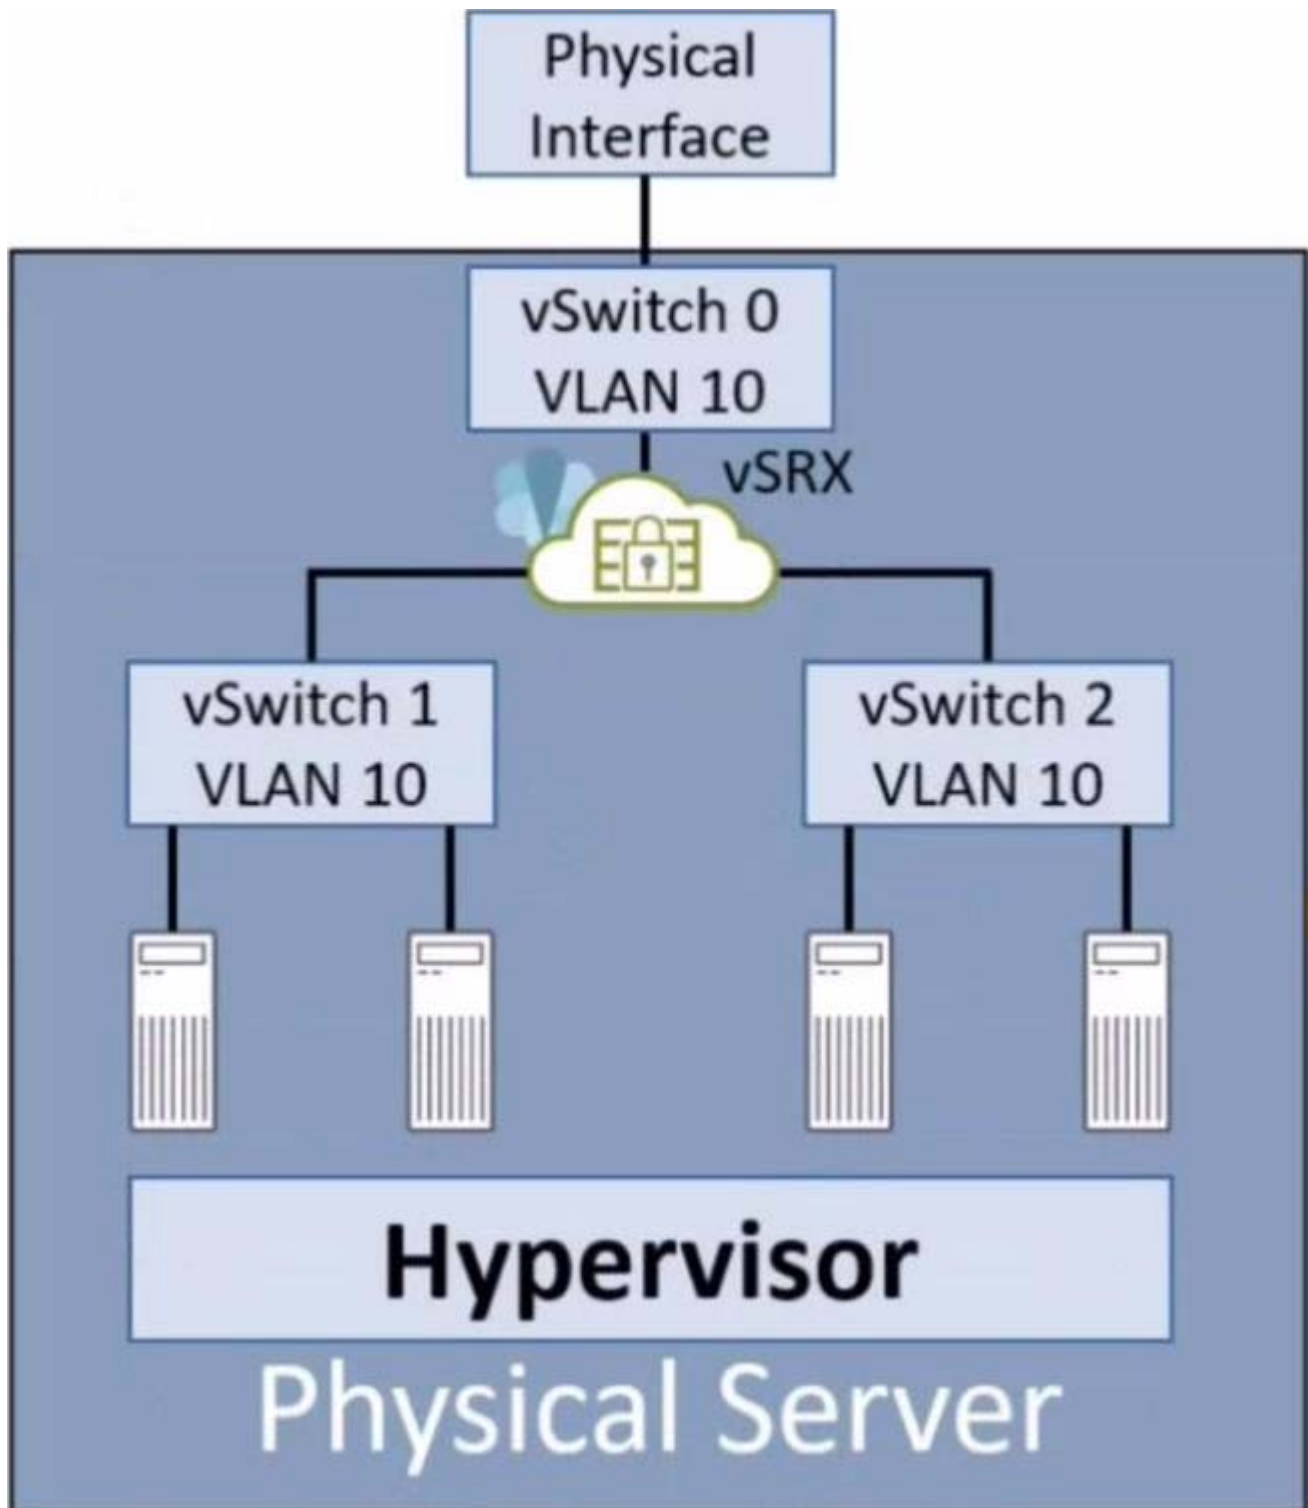 Physical
Interface
vSwitch 0
VLAN 10
vSRX
vSwitch 1
VLAN 10
vSwitch 2
VLAN 10
Hypervisor
Physical Server